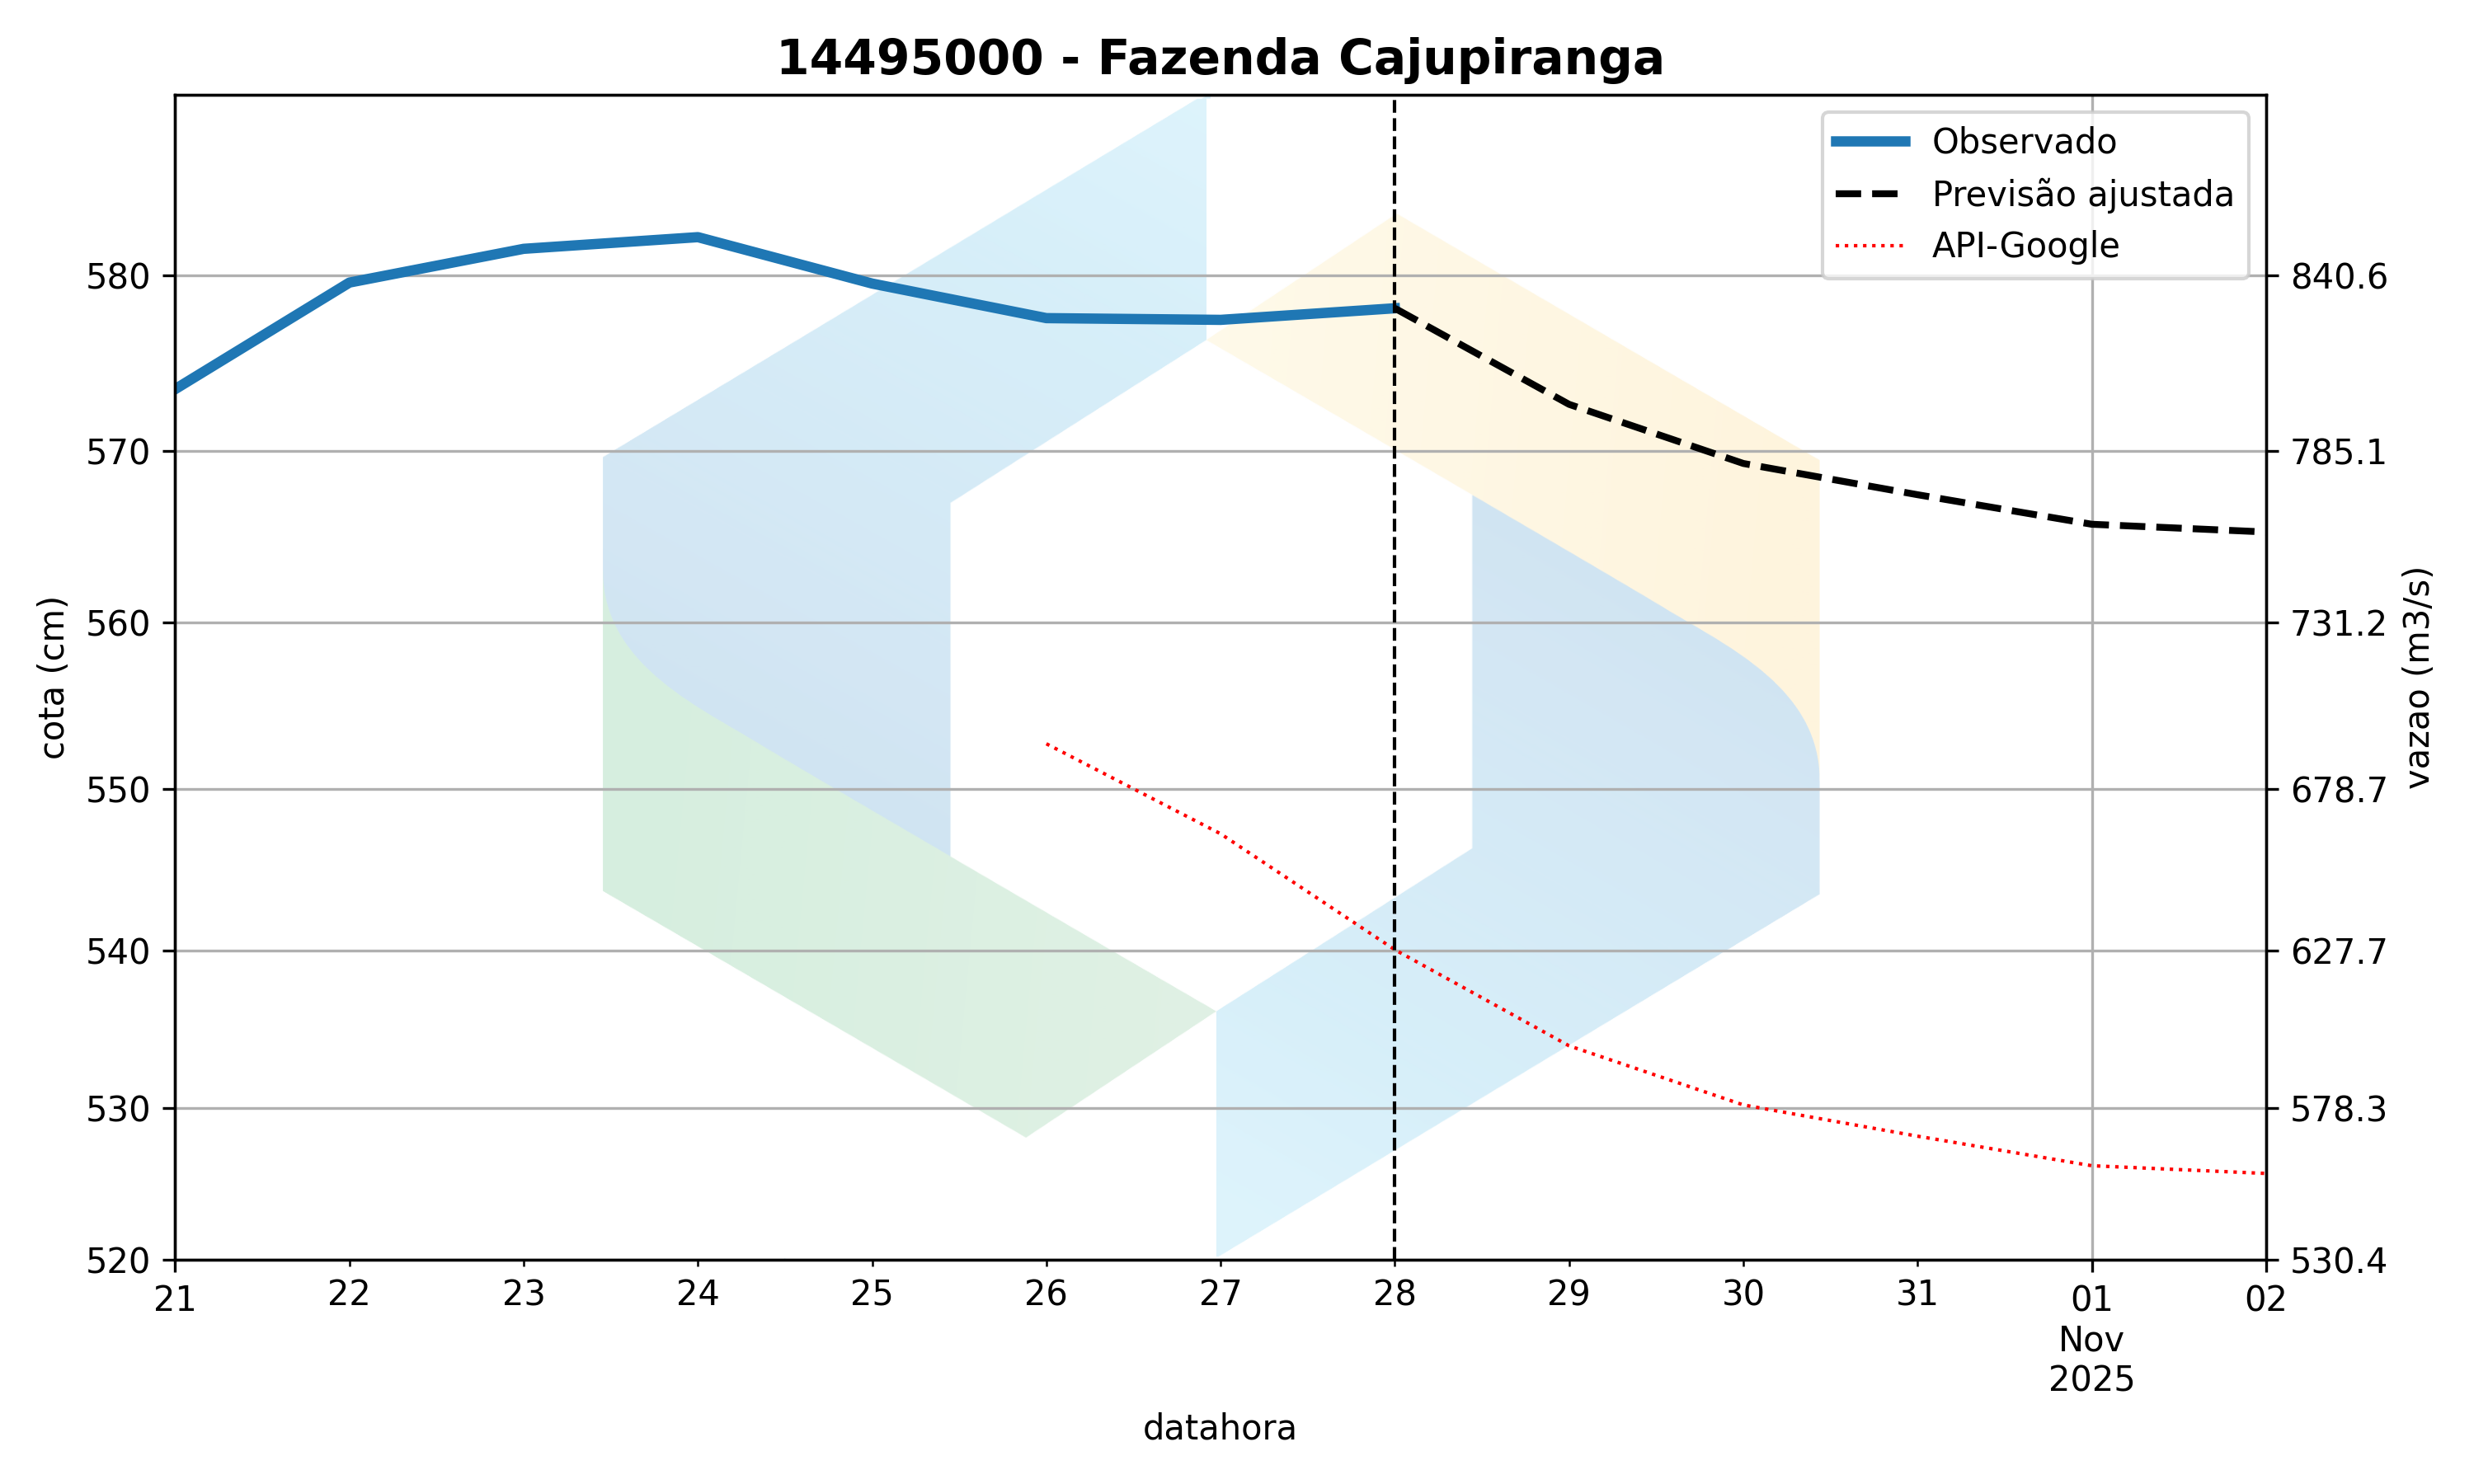 14495000 - Fazenda Cajupiranga
Observado
Previsão ajustada
API-Google
580
570
560
550
540
530
520
cota (cm)
840.6
785.1
731.2
678.7
627.7
578.3
530.4
vazao (m3/s)
21 22 23 24 25 26 27 28 29 30 31 01 02
Nov
2025
datahora